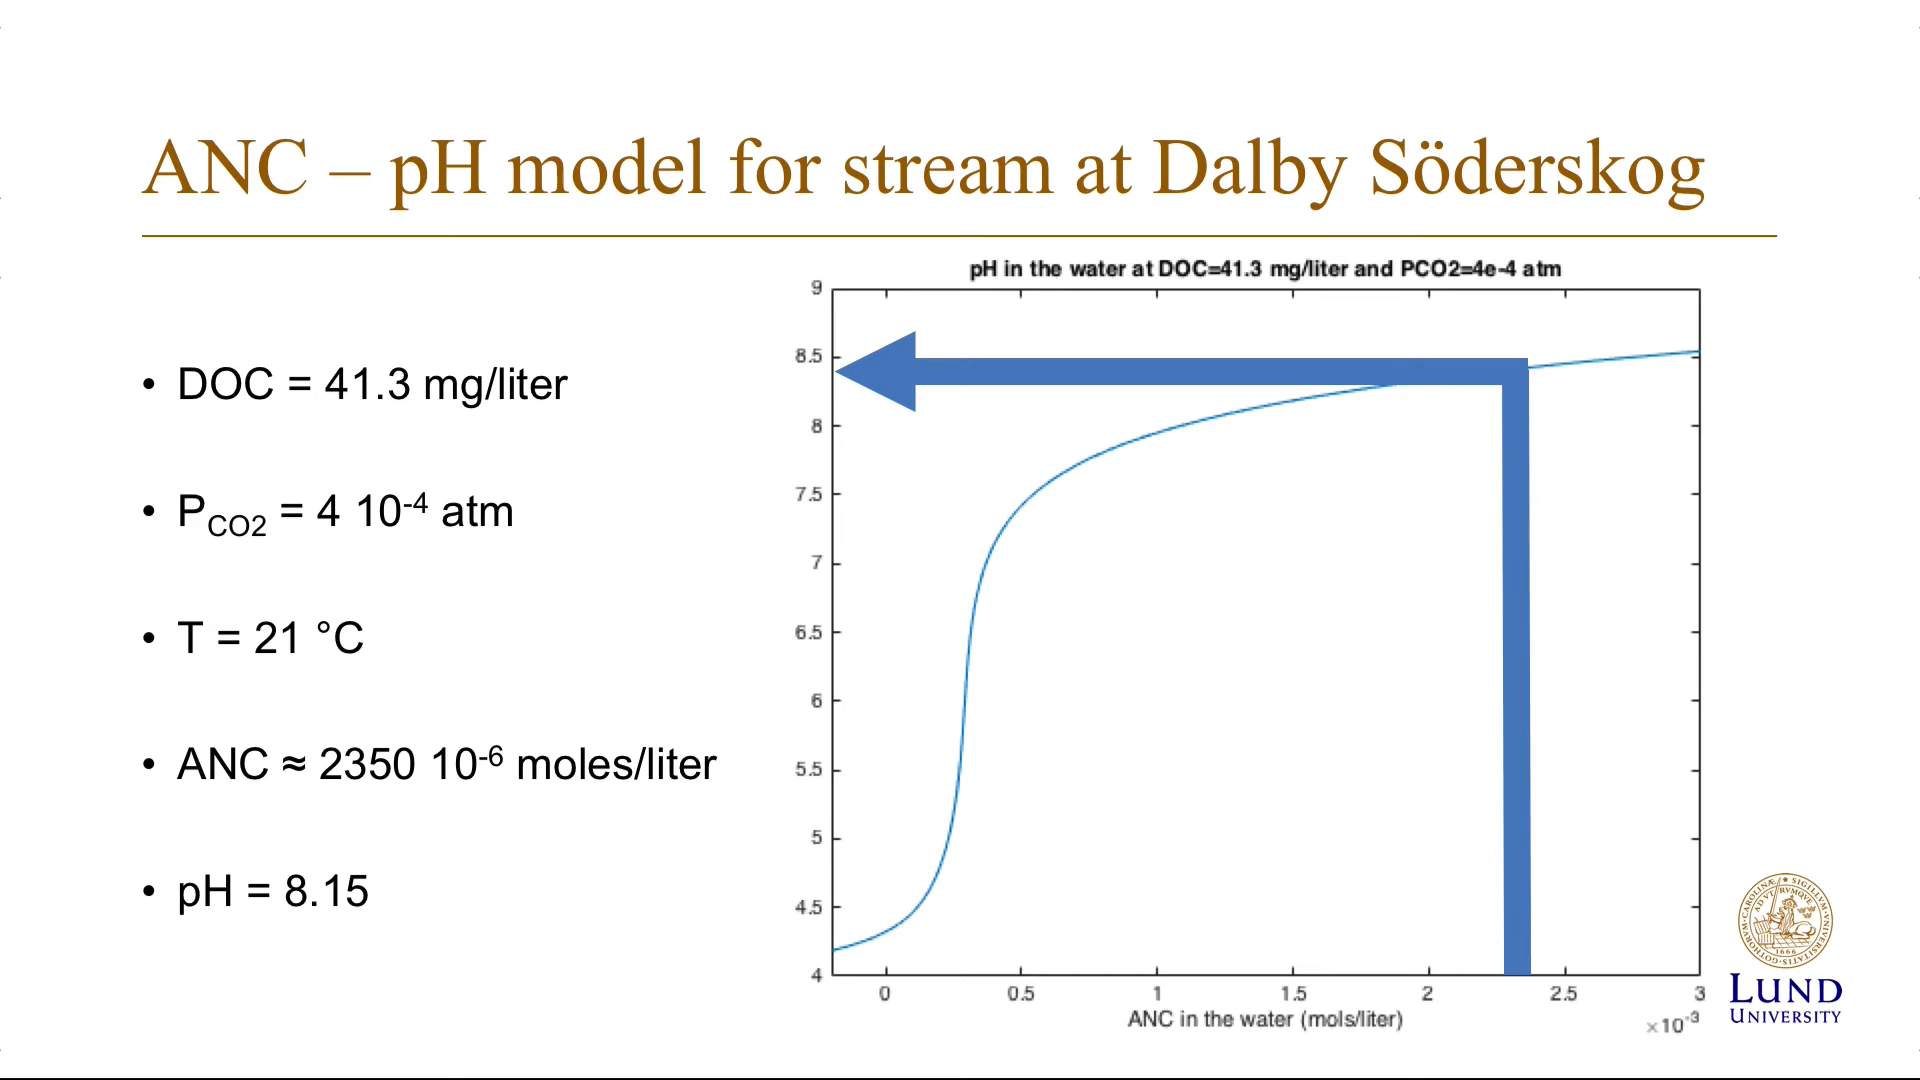 ANC – pH model for stream at Dalby Söderskog
• DOC = 41.3 mg/liter
• PCO2 = 4 10-4 atm
• T = 21 °C
• ANC ≈ 2350 10-6 moles/liter
• pH = 8.15
pH in the water at DOC=41.3 mg/liter and PCO2=4e-4 atm
9
8.5
8
7.5
7
6.5
6
5.5
5
4.5
4
0 0.5 1 1.5 2 2.5 3
ANC in the water (mols/liter)
×10-3
1666
LUND
UNIVERSITY